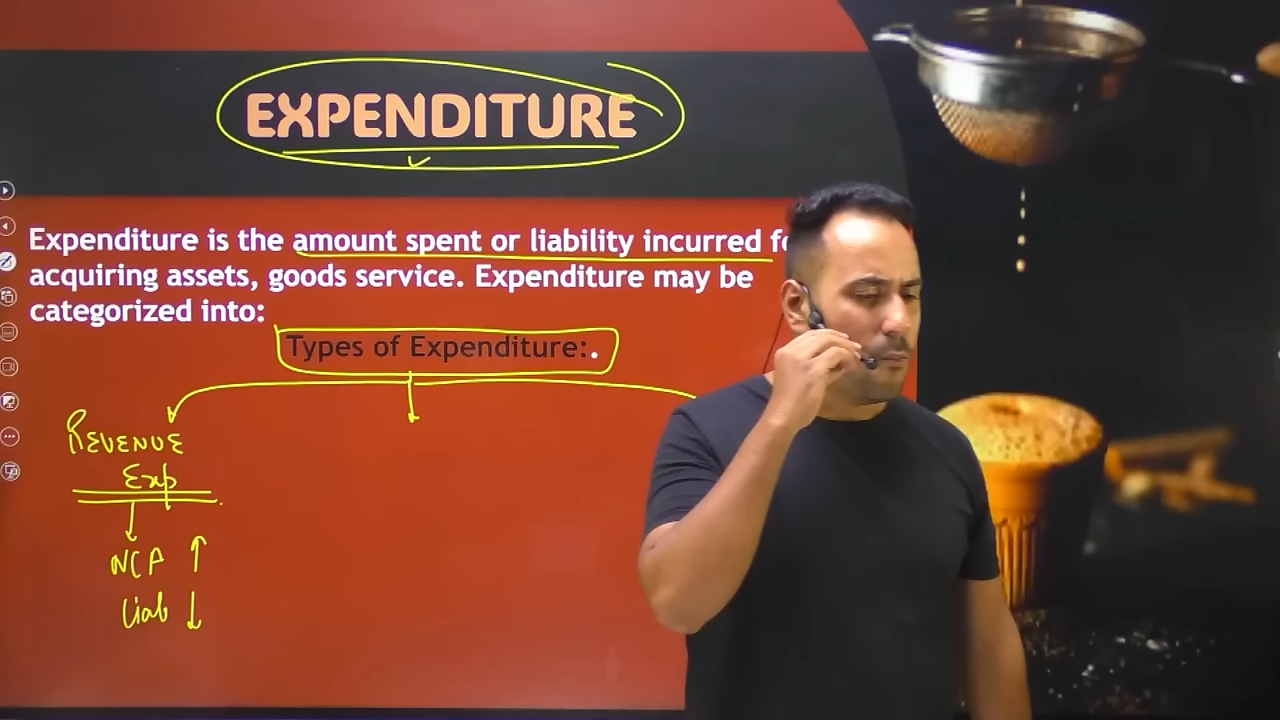 EXPENDITURE
Expenditure is the amount spent or liability incurred
acquiring assets, goods service. Expenditure may be
categorized into:
Types of Expenditure:.
REVENUE
Exp
NCA ↑
Liab ↓